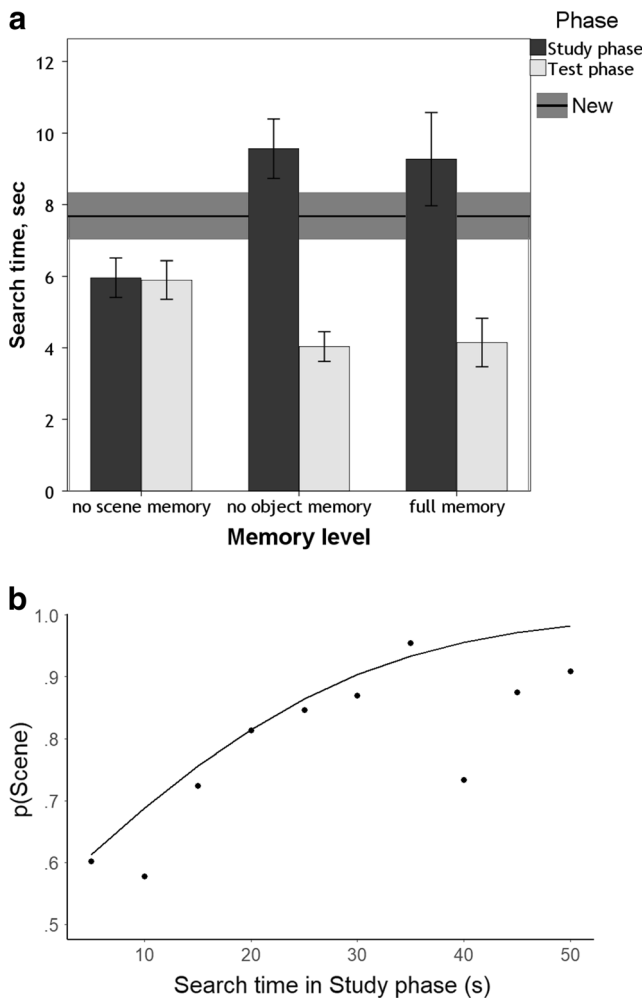 a
Phase
Study phase
Test phase
New
12
10
8
6
4
2
0
Search time, sec
no scene memory no object memory full memory
Memory level
b
1.0
.9
.8
.7
.6
.5
p(Scene)
10 20 30 40 50
Search time in Study phase (s)